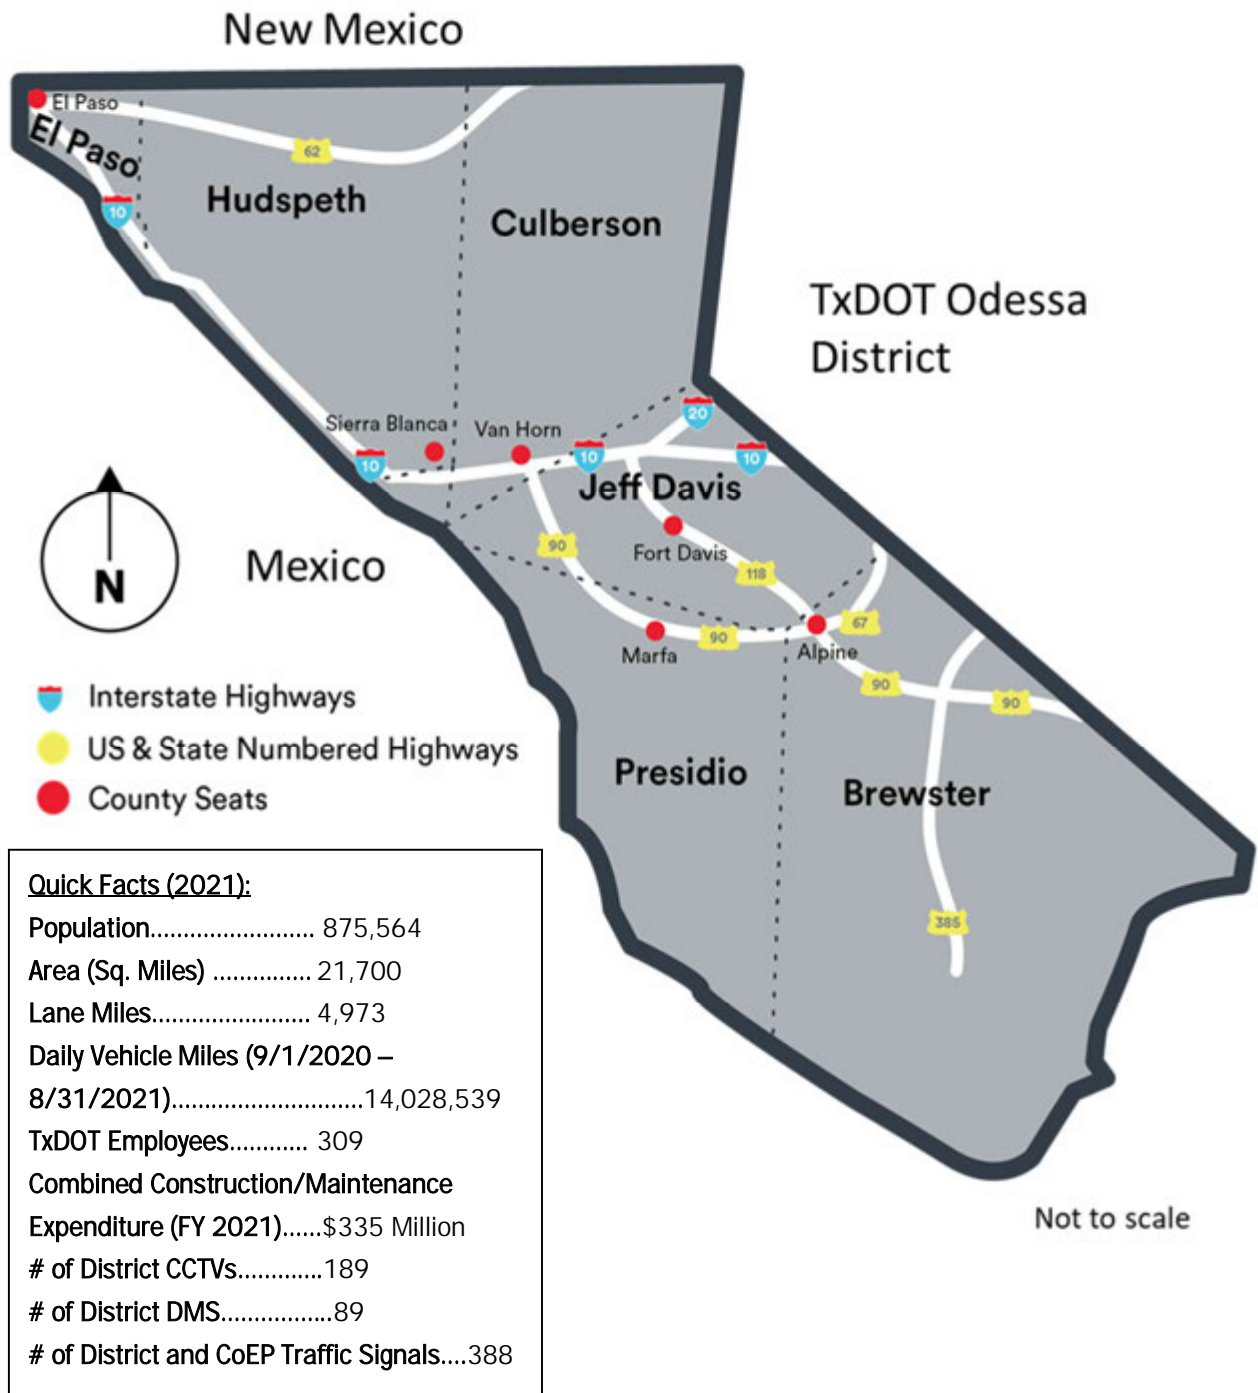 New Mexico
El Paso
El Paso
62
10
Hudspeth
Culberson
TxDOT Odessa
District
20
Sierra Blanca
Van Horn
10
10
10
Jeff Davis
90
Fort Davis
118
Mexico
N
90
67
Marfa
Alpine
90
90
Interstate Highways
US & State Numbered Highways
County Seats
Presidio
Brewster
385
Quick Facts (2021):
Population......................... 875,564
Area (Sq. Miles) ............... 21,700
Lane Miles........................ 4,973
Daily Vehicle Miles (9/1/2020 –
8/31/2021).............................14,028,539
TxDOT Employees............ 309
Combined Construction/Maintenance
Expenditure (FY 2021)......$335 Million
# of District CCTVs.............189
# of District DMS.................89
# of District and CoEP Traffic Signals....388
Not to scale